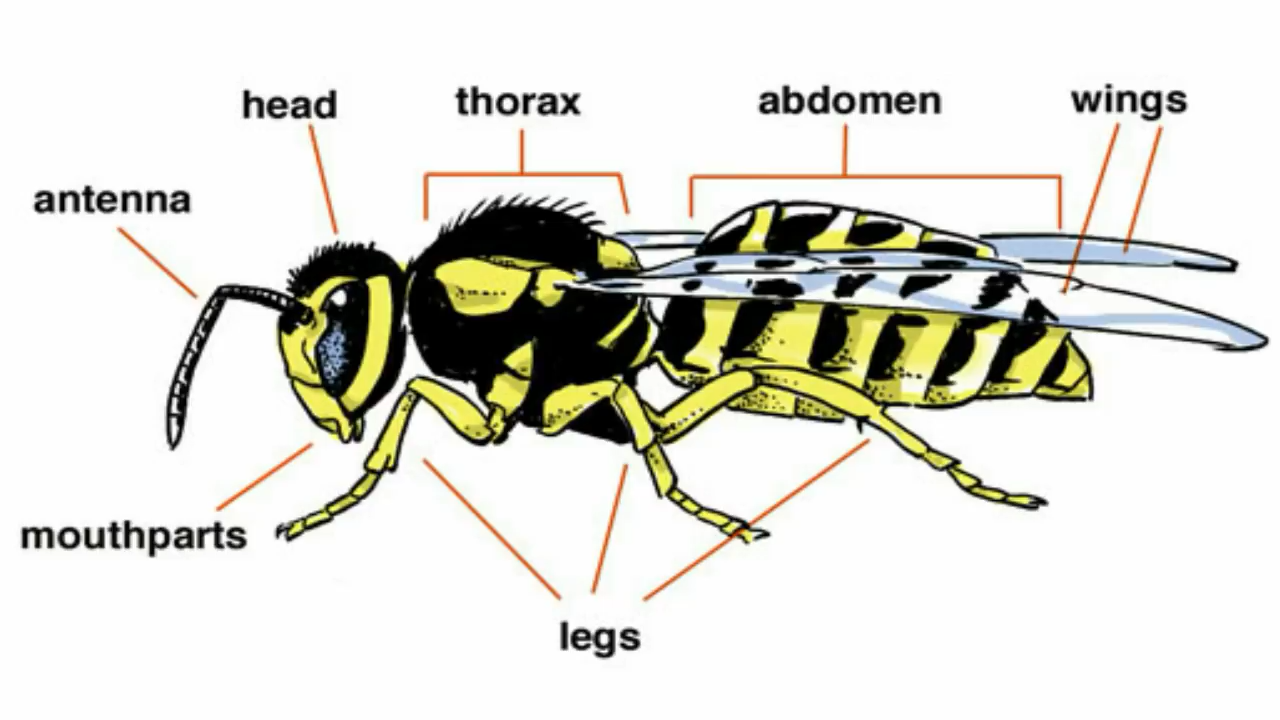 head
thorax
abdomen
wings
antenna
mouthparts
legs